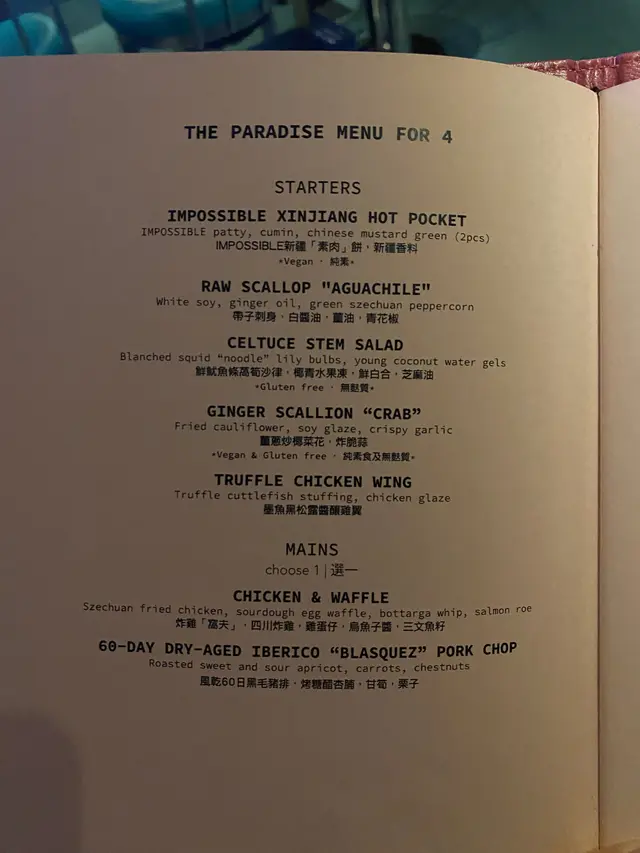 THE PARADISE MENU FOR 4
STARTERS
IMPOSSIBLE XINJIANG HOT POCKET
IMPOSSIBLE patty, cumin, chinese mustard green (2pcs)
IMPOSSIBLE新疆「素肉」餅，新疆香料
*Vegan · 純素*
RAW SCALLOP "AGUACHILE"
White soy, ginger oil, green szechuan peppercorn
帶子刺身，白醬油，薑油，青花椒
CELTUCE STEM SALAD
Blanched squid “noodle” lily bulbs, young coconut water gels
鮮魷魚條萵筍沙律，椰青水果凍，鮮白合，芝麻油
*Gluten free · 無麩質*
GINGER SCALLION “CRAB”
Fried cauliflower, soy glaze, crispy garlic
薑蔥炒椰菜花，炸脆蒜
*Vegan & Gluten free · 純素食及無麩質*
TRUFFLE CHICKEN WING
Truffle cuttlefish stuffing, chicken glaze
墨魚黑松露醬釀雞翼
MAINS
choose 1 | 選一
CHICKEN & WAFFLE
Szechuan fried chicken, sourdough egg waffle, bottarga whip, salmon roe
炸雞「窩夫」，四川炸雞，雞蛋仔，烏魚子醬，三文魚籽
60-DAY DRY-AGED IBERICO “BLASQUEZ” PORK CHOP
Roasted sweet and sour apricot, carrots, chestnuts
風乾60日黑毛豬排，烤糖醋杏脯，甘筍，栗子